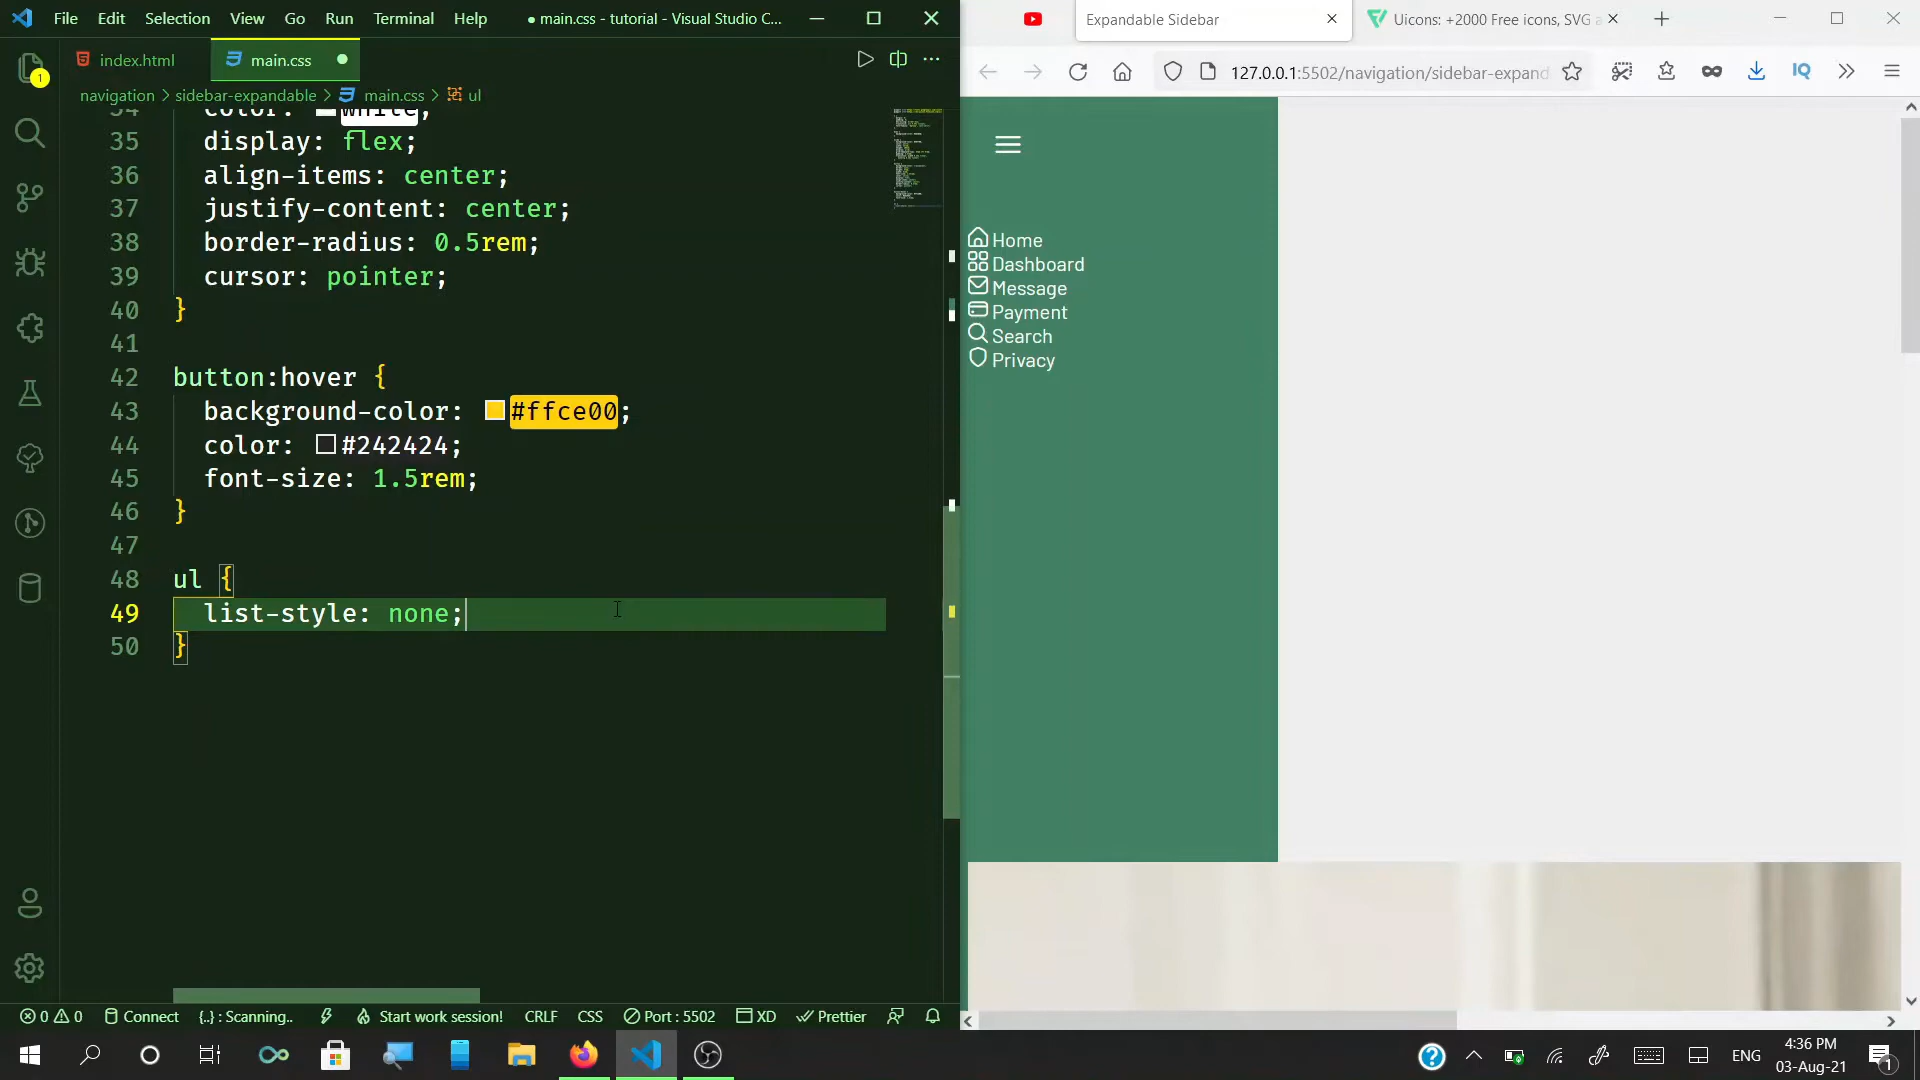 File Edit Selection View Go Run Terminal Help
● main.css - tutorial - Visual Studio C...
index.html
main.css
navigation > sidebar-expandable > main.css > ul
34 color: white;
35 display: flex;
36 align-items: center;
37 justify-content: center;
38 border-radius: 0.5rem;
39 cursor: pointer;
40 }
41
42 button:hover {
43 background-color: #ffce00;
44 color: #242424;
45 font-size: 1.5rem;
46 }
47
48 ul {
49 list-style: none;
50 }
1
0 0 Connect {..} : Scanning.. Start work session! CRLF CSS Port : 5502 XD Prettier
Expandable Sidebar
Uicons: +2000 Free icons, SVG a
127.0.0.1:5502/navigation/sidebar-expand
IQ
Home
Dashboard
Message
Payment
Search
Privacy
ENG
4:36 PM
03-Aug-21
1